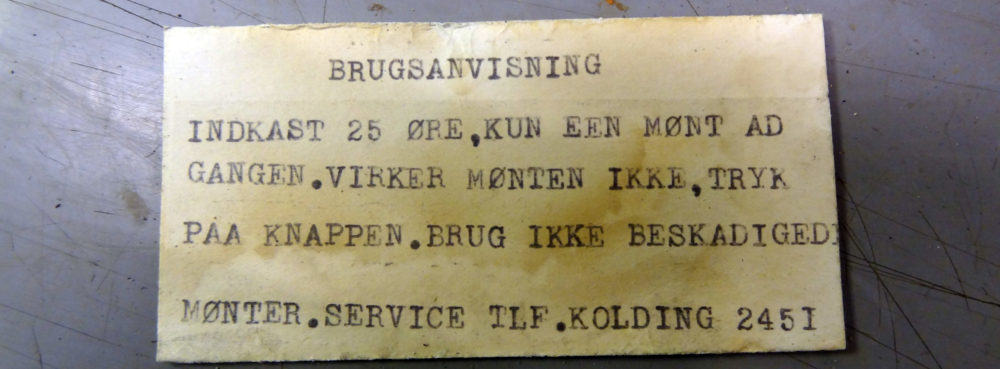 BRUGSANVISNING
INDKAST 25 ØRE,KUN EEN MØNT AD
GANGEN.VIRKER MØNTEN IKKE,TRYK
PAA KNAPPEN.BRUG IKKE BESKADIGEDE
MØNTER.SERVICE TLF.KOLDING 245I